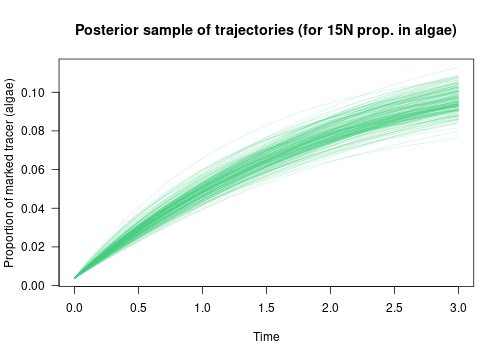 Posterior sample of trajectories (for 15N prop. in algae)
Proportion of marked tracer (algae)
0.10
0.08
0.06
0.04
0.02
0.00
0.0 0.5 1.0 1.5 2.0 2.5 3.0
Time